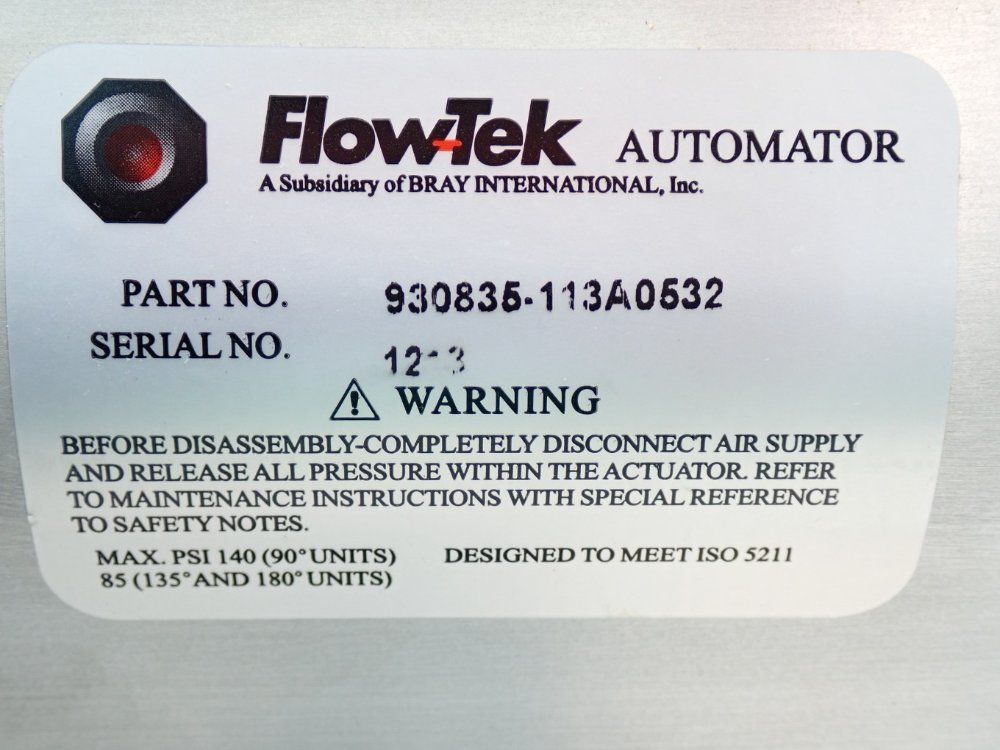 Flow-Tek AUTOMATOR
A Subsidiary of BRAY INTERNATIONAL, Inc.
PART NO. 930835-113A0532
SERIAL NO.
WARNING
BEFORE DISASSEMBLY-COMPLETELY DISCONNECT AIR SUPPLY
AND RELEASE ALL PRESSURE WITHIN THE ACTUATOR. REFER
TO MAINTENANCE INSTRUCTIONS WITH SPECIAL REFERENCE
TO SAFETY NOTES.
MAX. PSI 140 (90° UNITS) DESIGNED TO MEET ISO 5211
85 (135° AND 180° UNITS)